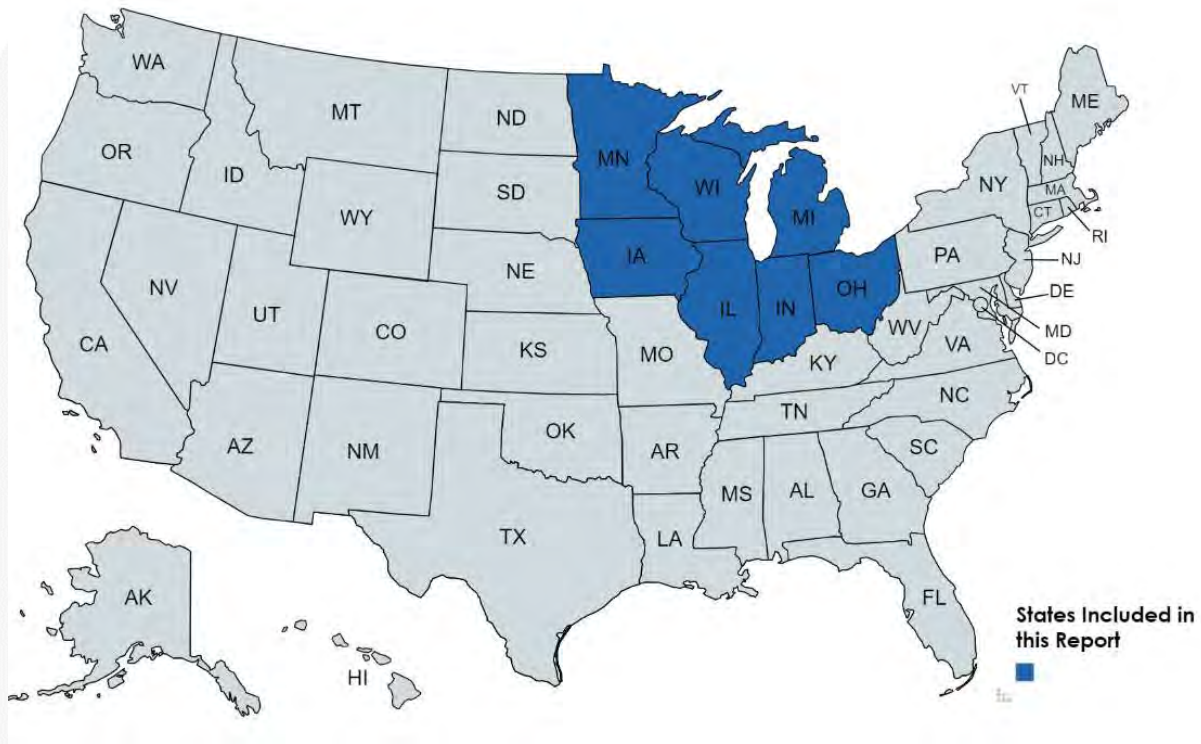 WA
MT
ND
MN
VT
ME
OR
ID
SD
WI
NH
NY
MA
WY
MI
CT
RI
IA
PA
NE
NJ
NV
IL
IN
OH
DE
UT
CO
WV
MD
CA
KS
MO
VA
KY
DC
NC
TN
OK
AZ
NM
AR
SC
MS
AL
GA
TX
LA
AK
FL
States Included in
this Report
HI